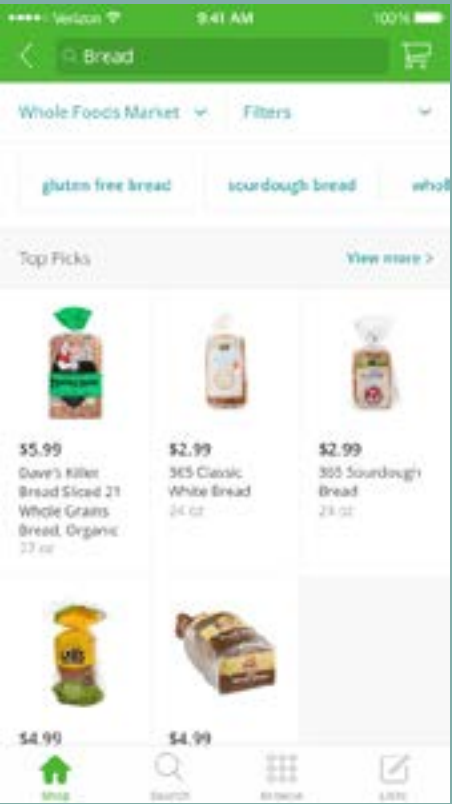 Verizon 9:41 AM 100%
Bread
Whole Foods Market Filters
gluten free bread sourdough bread whol
Top Picks View more >
$5.99
Dave's Killer
Bread Sliced 21
Whole Grains
Bread, Organic
27 oz
$2.99
365 Classic
White Bread
24 oz
$2.99
365 Sourdough
Bread
24 oz
$4.99 $4.99
Shop Search Browse Lists